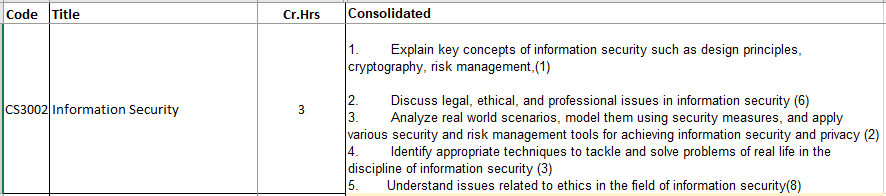 Code Title Cr.Hrs Consolidated
1. Explain key concepts of information security such as design principles,
cryptography, risk management,(1)
CS3002 Information Security 3
2. Discuss legal, ethical, and professional issues in information security (6)
3. Analyze real world scenarios, model them using security measures, and apply
various security and risk management tools for achieving information security and privacy (2)
4. Identify appropriate techniques to tackle and solve problems of real life in the
discipline of information security (3)
5. Understand issues related to ethics in the field of information security(8)